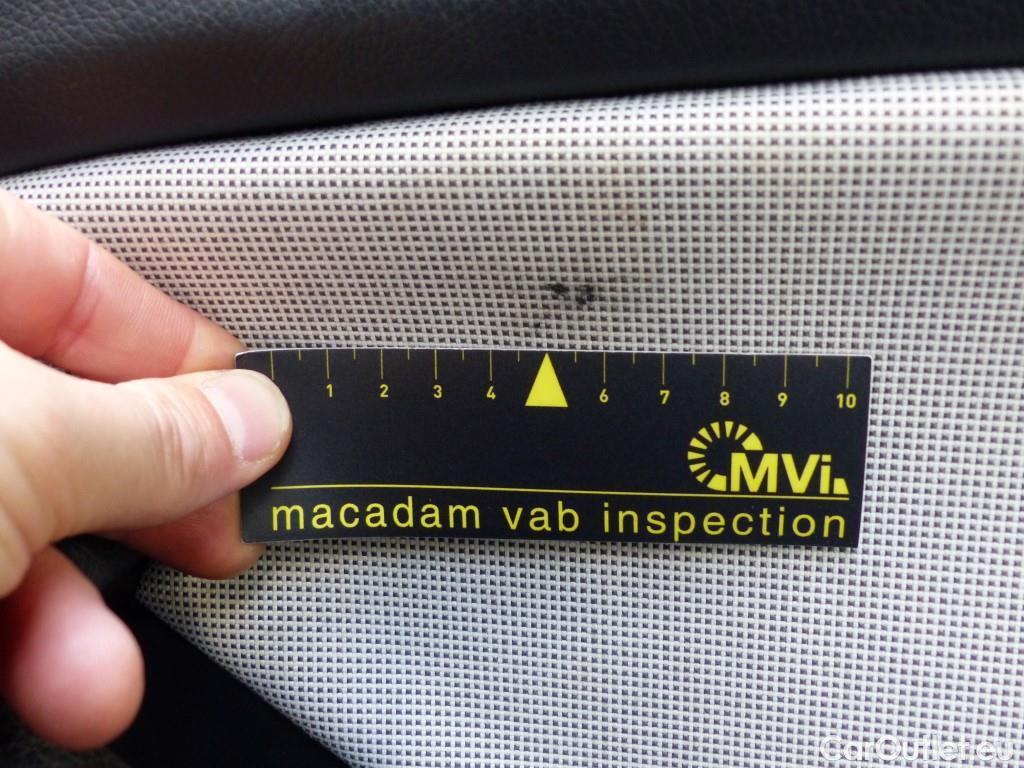 1 2 3 4 6 7 8 9 10
MVi.
macadam vab inspection
CarOutlet.eu